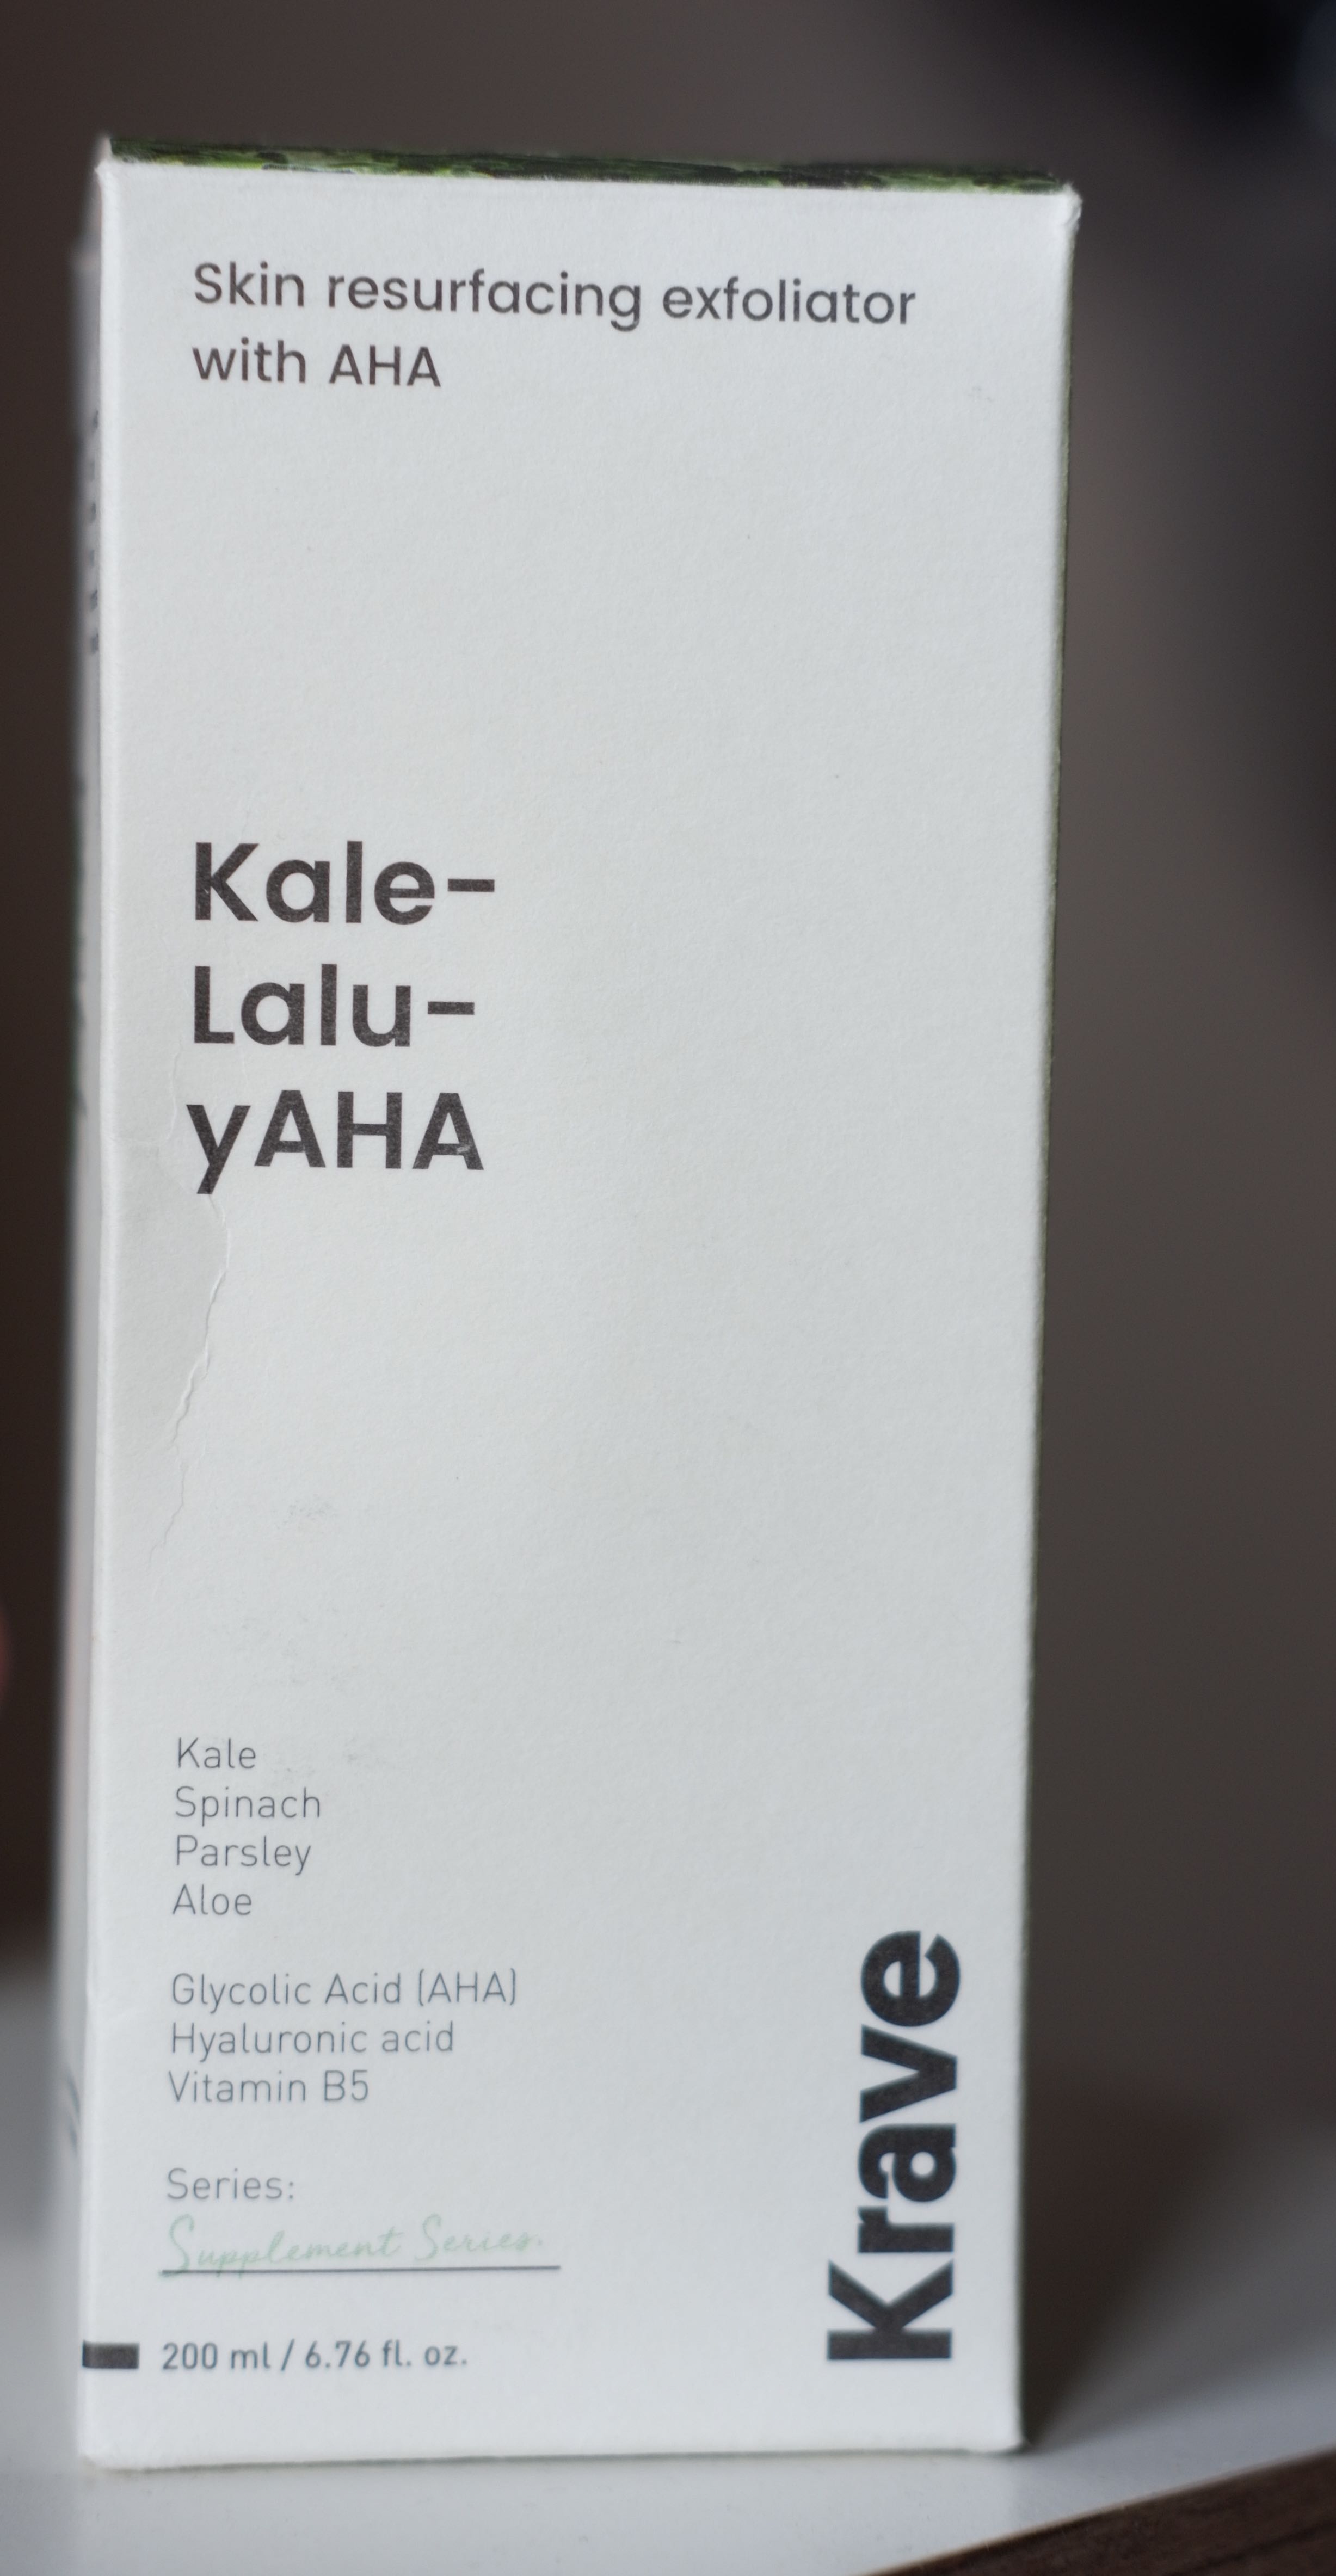 Skin resurfacing exfoliator
with AHA
Kale-
Lalu-
yAHA
Kale
Spinach
Parsley
Aloe
Glycolic Acid (AHA)
Hyaluronic acid
Vitamin B5
Series:
Supplement Series.
200 ml / 6.76 fl. oz.
Krave